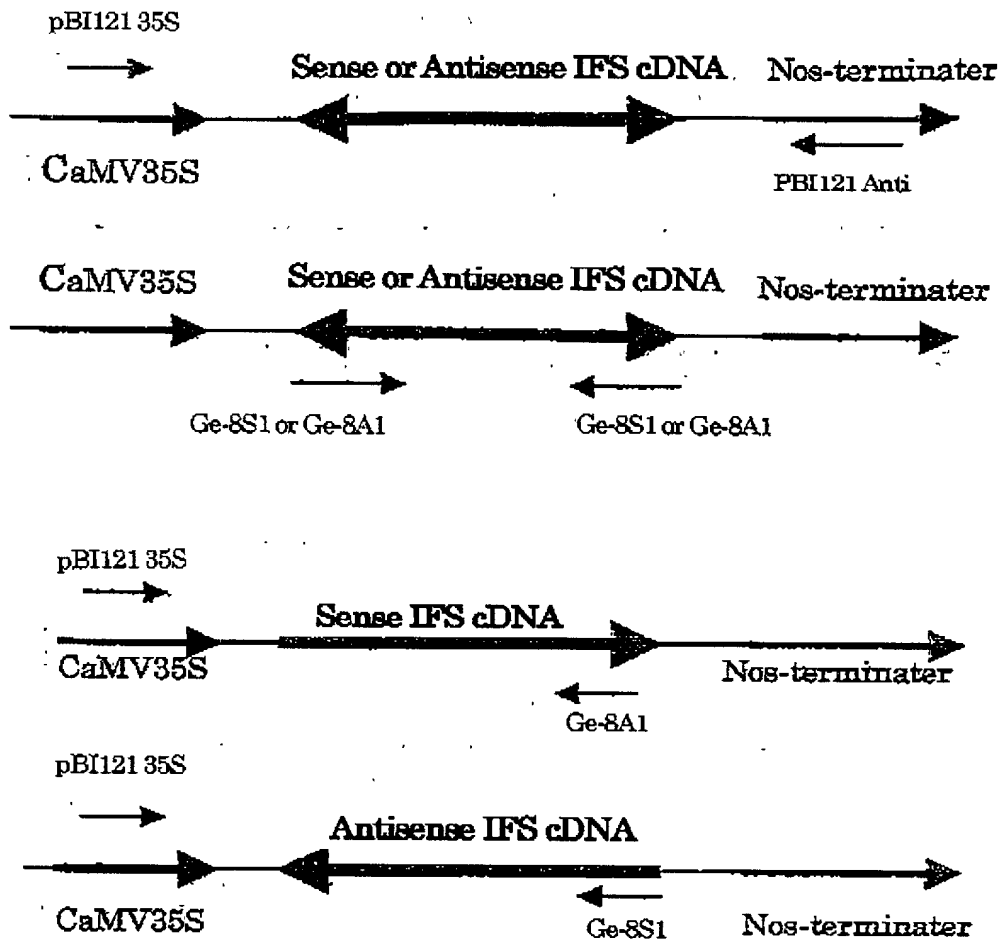 pBI121 35S
Sense or Antisense IFS cDNA
Nos-terminater
CaMV35S
PBI121 Anti
CaMV35S
Sense or Antisense IFS cDNA
Nos-terminater
Ge-8S1 or Ge-8A1
Ge-8S1 or Ge-8A1
pBI121 35S
Sense IFS cDNA
CaMV35S
Nos-terminater
Ge-8A1
pBI121 35S
Antisense IFS cDNA
CaMV35S
Ge-8S1
Nos-terminater